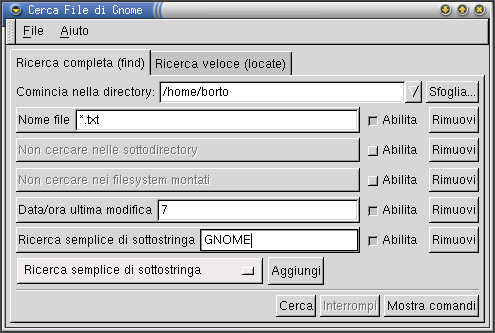 Cerca File di Gnome
File Aiuto
Ricerca completa (find) Ricerca veloce (locate)
Comincia nella directory: /home/borto Sfoglia...
Nome file *.txt Abilita Rimuovi
Non cercare nelle sottodirectory Abilita Rimuovi
Non cercare nei filesystem montati Abilita Rimuovi
Data/ora ultima modifica 7 Abilita Rimuovi
Ricerca semplice di sottostringa GNOME Abilita Rimuovi
Ricerca semplice di sottostringa Aggiungi
Cerca Interrompi Mostra comandi